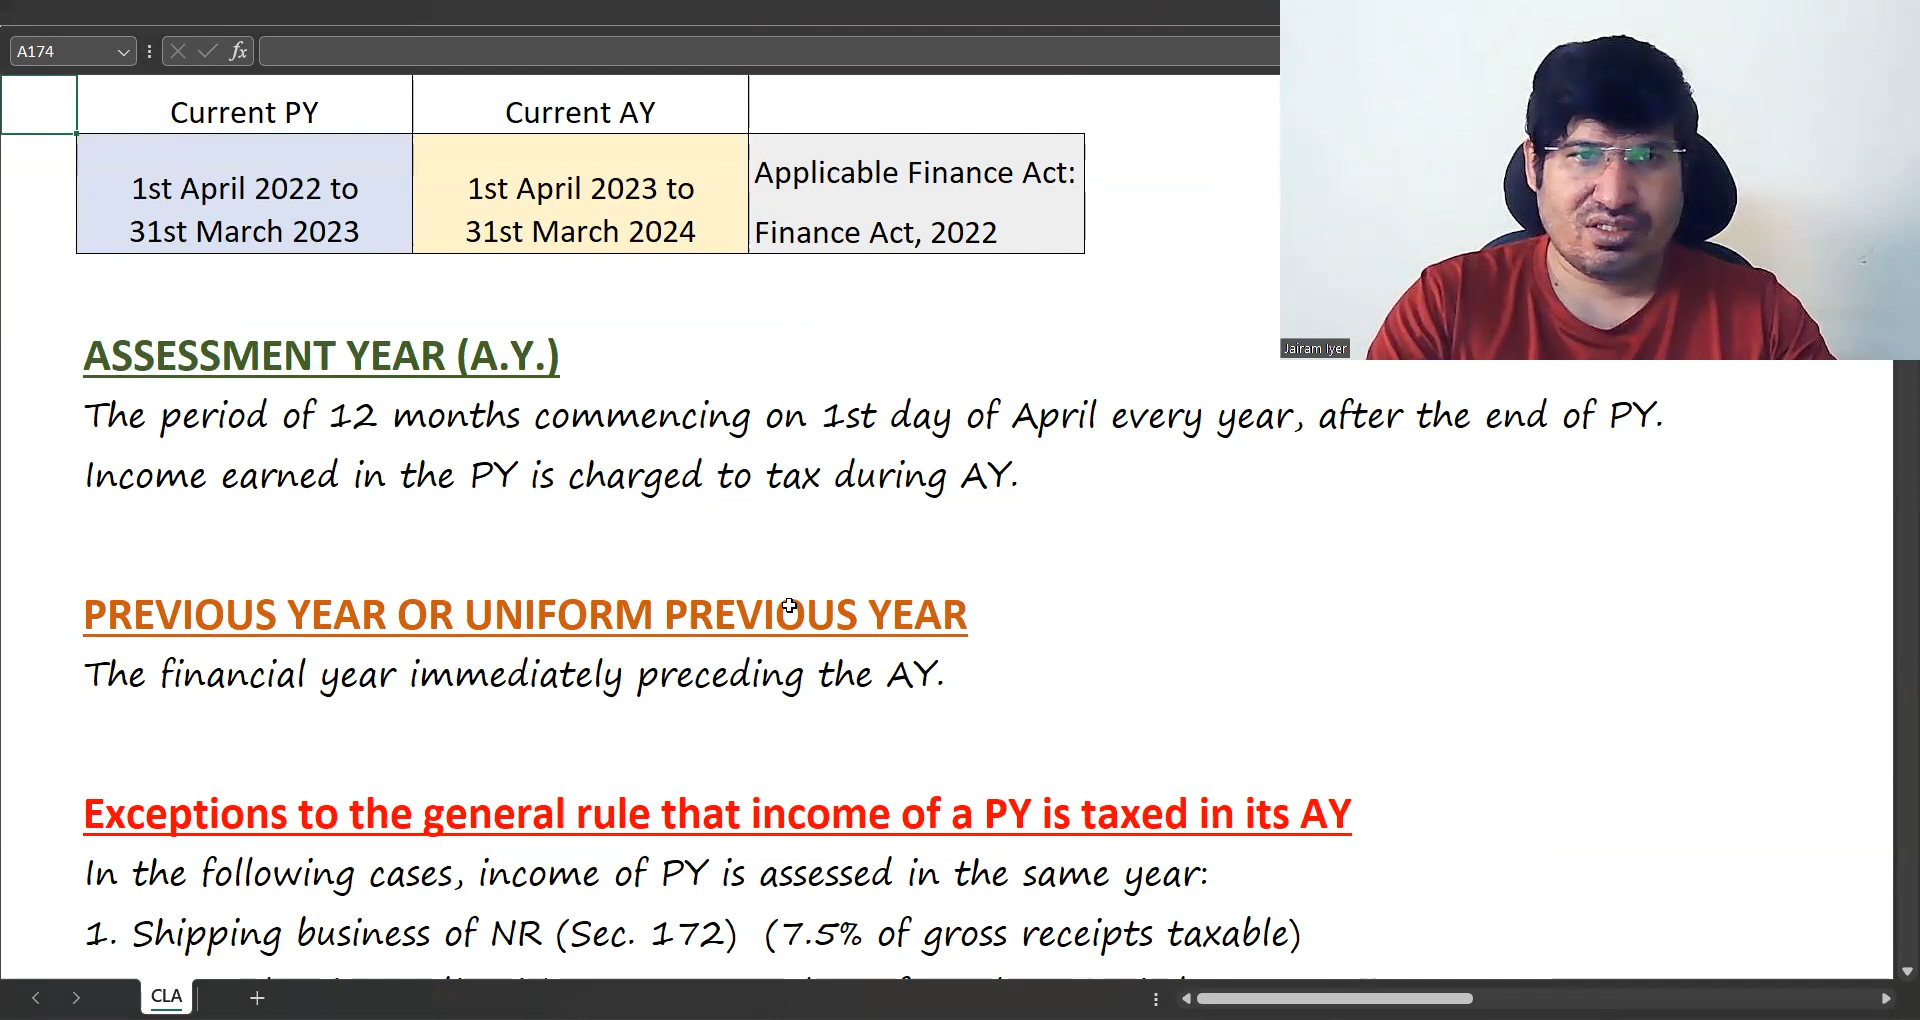 A174
fx
Current PY
Current AY
1st April 2022 to
31st March 2023
1st April 2023 to
31st March 2024
Applicable Finance Act:
Finance Act, 2022
Jairam Iyer
ASSESSMENT YEAR (A.Y.)
The period of 12 months commencing on 1st day of April every year, after the end of PY.
Income earned in the PY is charged to tax during AY.
PREVIOUS YEAR OR UNIFORM PREVIOUS YEAR
The financial year immediately preceding the AY.
Exceptions to the general rule that income of a PY is taxed in its AY
In the following cases, income of PY is assessed in the same year:
1. Shipping business of NR (Sec. 172) (7.5% of gross receipts taxable)
CLA